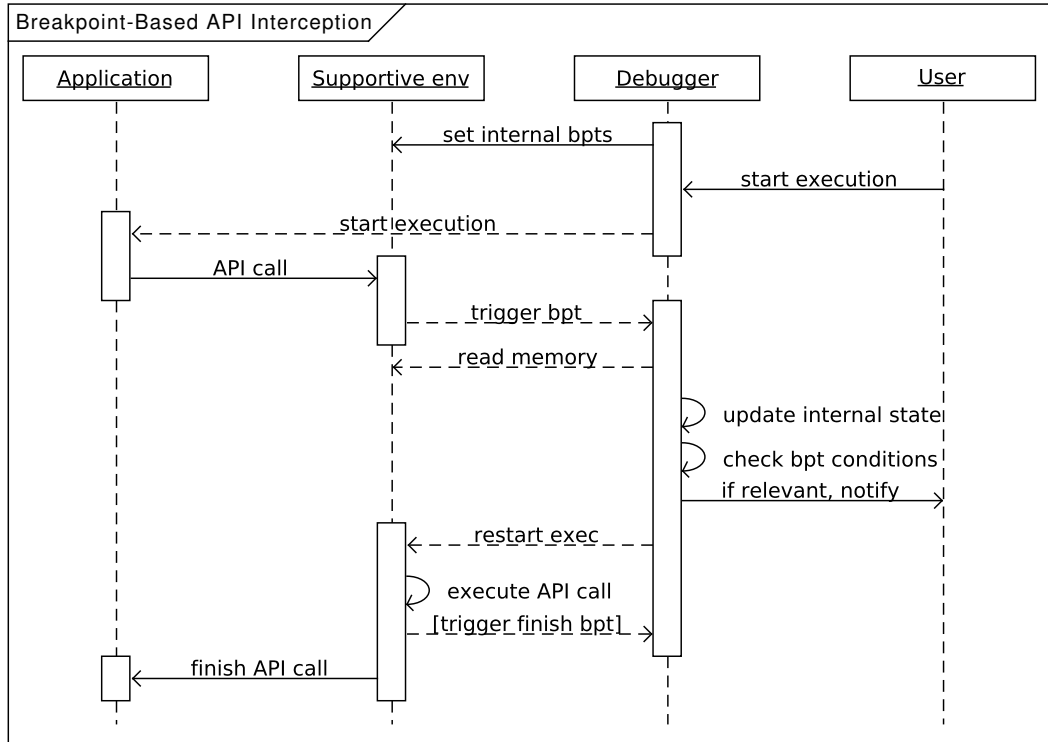 Breakpoint-Based API Interception
Application
Supportive env
Debugger
User
set internal bpts
start execution
start execution
API call
trigger bpt
read memory
update internal state
check bpt conditions
if relevant, notify
restart exec
execute API call
[trigger finish bpt]
finish API call